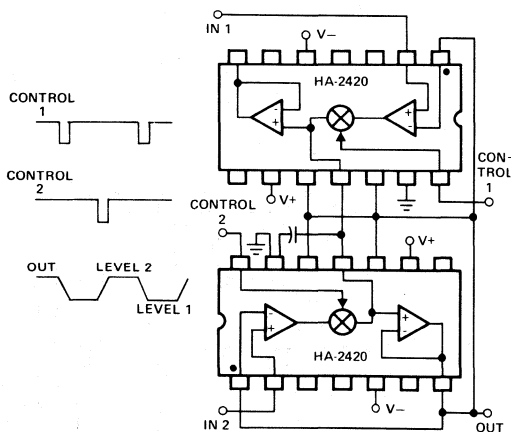 IN 1
V−
HA-2420
CONTROL
1
CON-
TROL
1
V+
CONTROL
2
CONTROL
2
V+
OUT
LEVEL 2
LEVEL 1
HA-2420
IN 2
V−
OUT